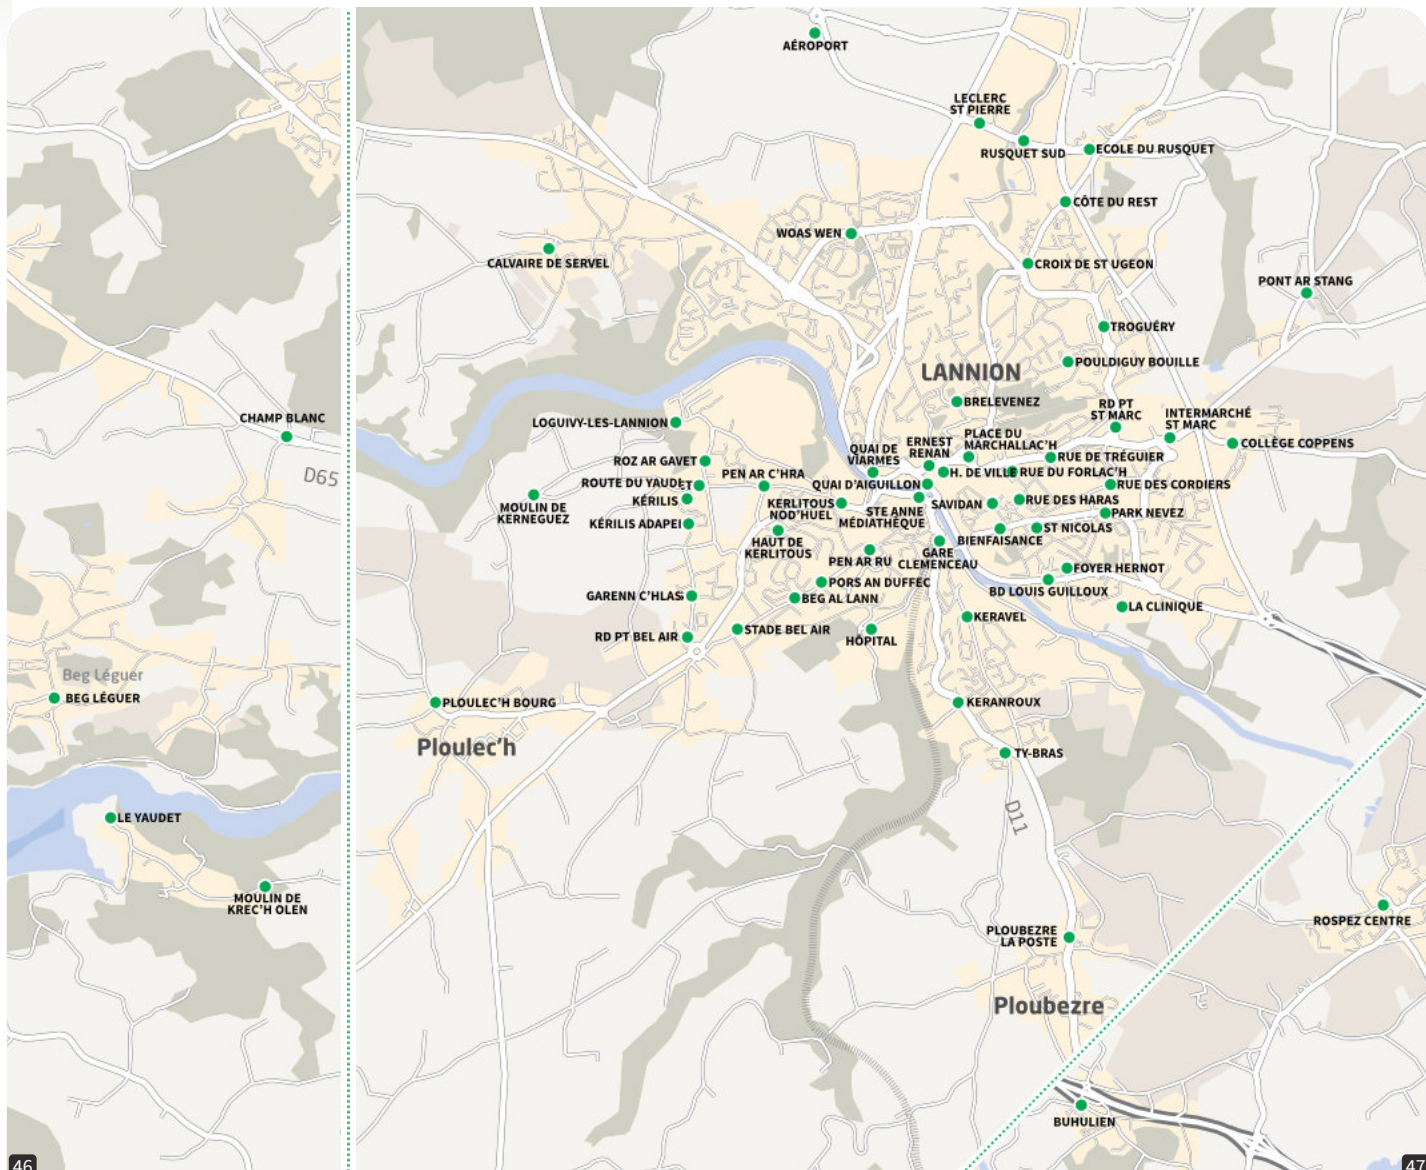 AÉROPORT
LECLERC
ST PIERRE
RUSQUET SUD
ECOLE DU RUSQUET
CÔTE DU REST
WOAS WEN
CALVAIRE DE SERVEL
CROIX DE ST UGEON
PONT AR STANG
TROGUÉRY
POULDIGUY BOUILLE
LANNION
BRELEVENEZ
RD PT
ST MARC
INTERMARCHÉ
ST MARC
CHAMP BLANC
D65
LOGUIVY-LES-LANNION
COLLÈGE COPPENS
PLACE DU
MARCHALLAC'H
ERNEST
RENAN
QUAI DE
VIARMES
RUE DE TRÉGUIER
ROZ AR GAVET
PEN AR C'HRA
H. DE VILLE
RUE DU FORLAC'H
ROUTE DU YAUDET
QUAI D'AIGUILLON
RUE DES CORDIERS
KÉRILIS
MOULIN DE
KERNEGUEZ
KERLITOUS
NOD'HUEL
STE ANNE
MÉDIATHÈQUE
SAVIDAN
RUE DES HARAS
PARK NEVEZ
KÉRILIS ADAPEI
HAUT DE
KERLITOUS
BIENFAISANCE
ST NICOLAS
PEN AR RU
GARE
CLEMENCEAU
FOYER HERNOT
PORS AN DUFFEC
BD LOUIS GUILLOUX
GARENN C'HLAS
BEG AL LANN
LA CLINIQUE
KERAVEL
RD PT BEL AIR
STADE BEL AIR
HÔPITAL
Beg Léguer
BEG LÉGUER
PLOULEC'H BOURG
KERANROUX
Ploulec'h
TY-BRAS
D11
LE YAUDET
MOULIN DE
KREC'H OLEN
ROSPEZ CENTRE
PLOUBEZRE
LA POSTE
Ploubezre
BUHULIEN
46
47